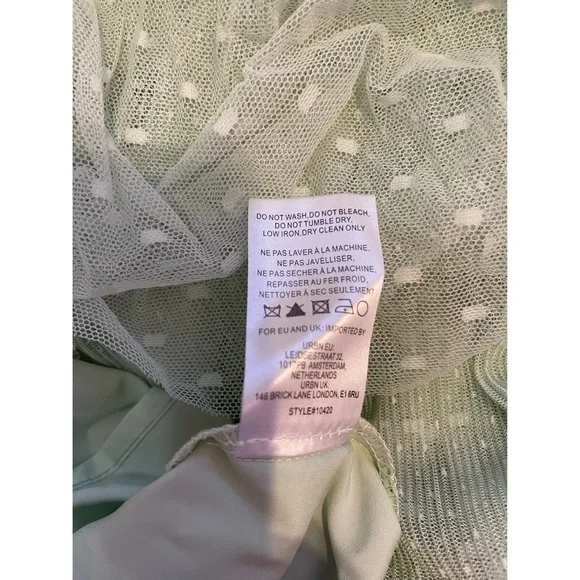 DO NOT WASH,DO NOT BLEACH,
DO NOT TUMBLE DRY,
LOW IRON,DRY CLEAN ONLY
NE PAS LAVER À LA MACHINE,
NE PAS JAVELLISER,
NE PAS SÉCHER À LA MACHINE,
REPASSER AU FER FROID,
NETTOYER À SEC SEULEMENT
FOR EU AND UK: IMPORTED BY
URBN EU:
LEIDSESTRAAT 32,
1017PB AMSTERDAM,
NETHERLANDS
URBN UK:
146 BRICK LANE LONDON, E1 6RU
STYLE#10420